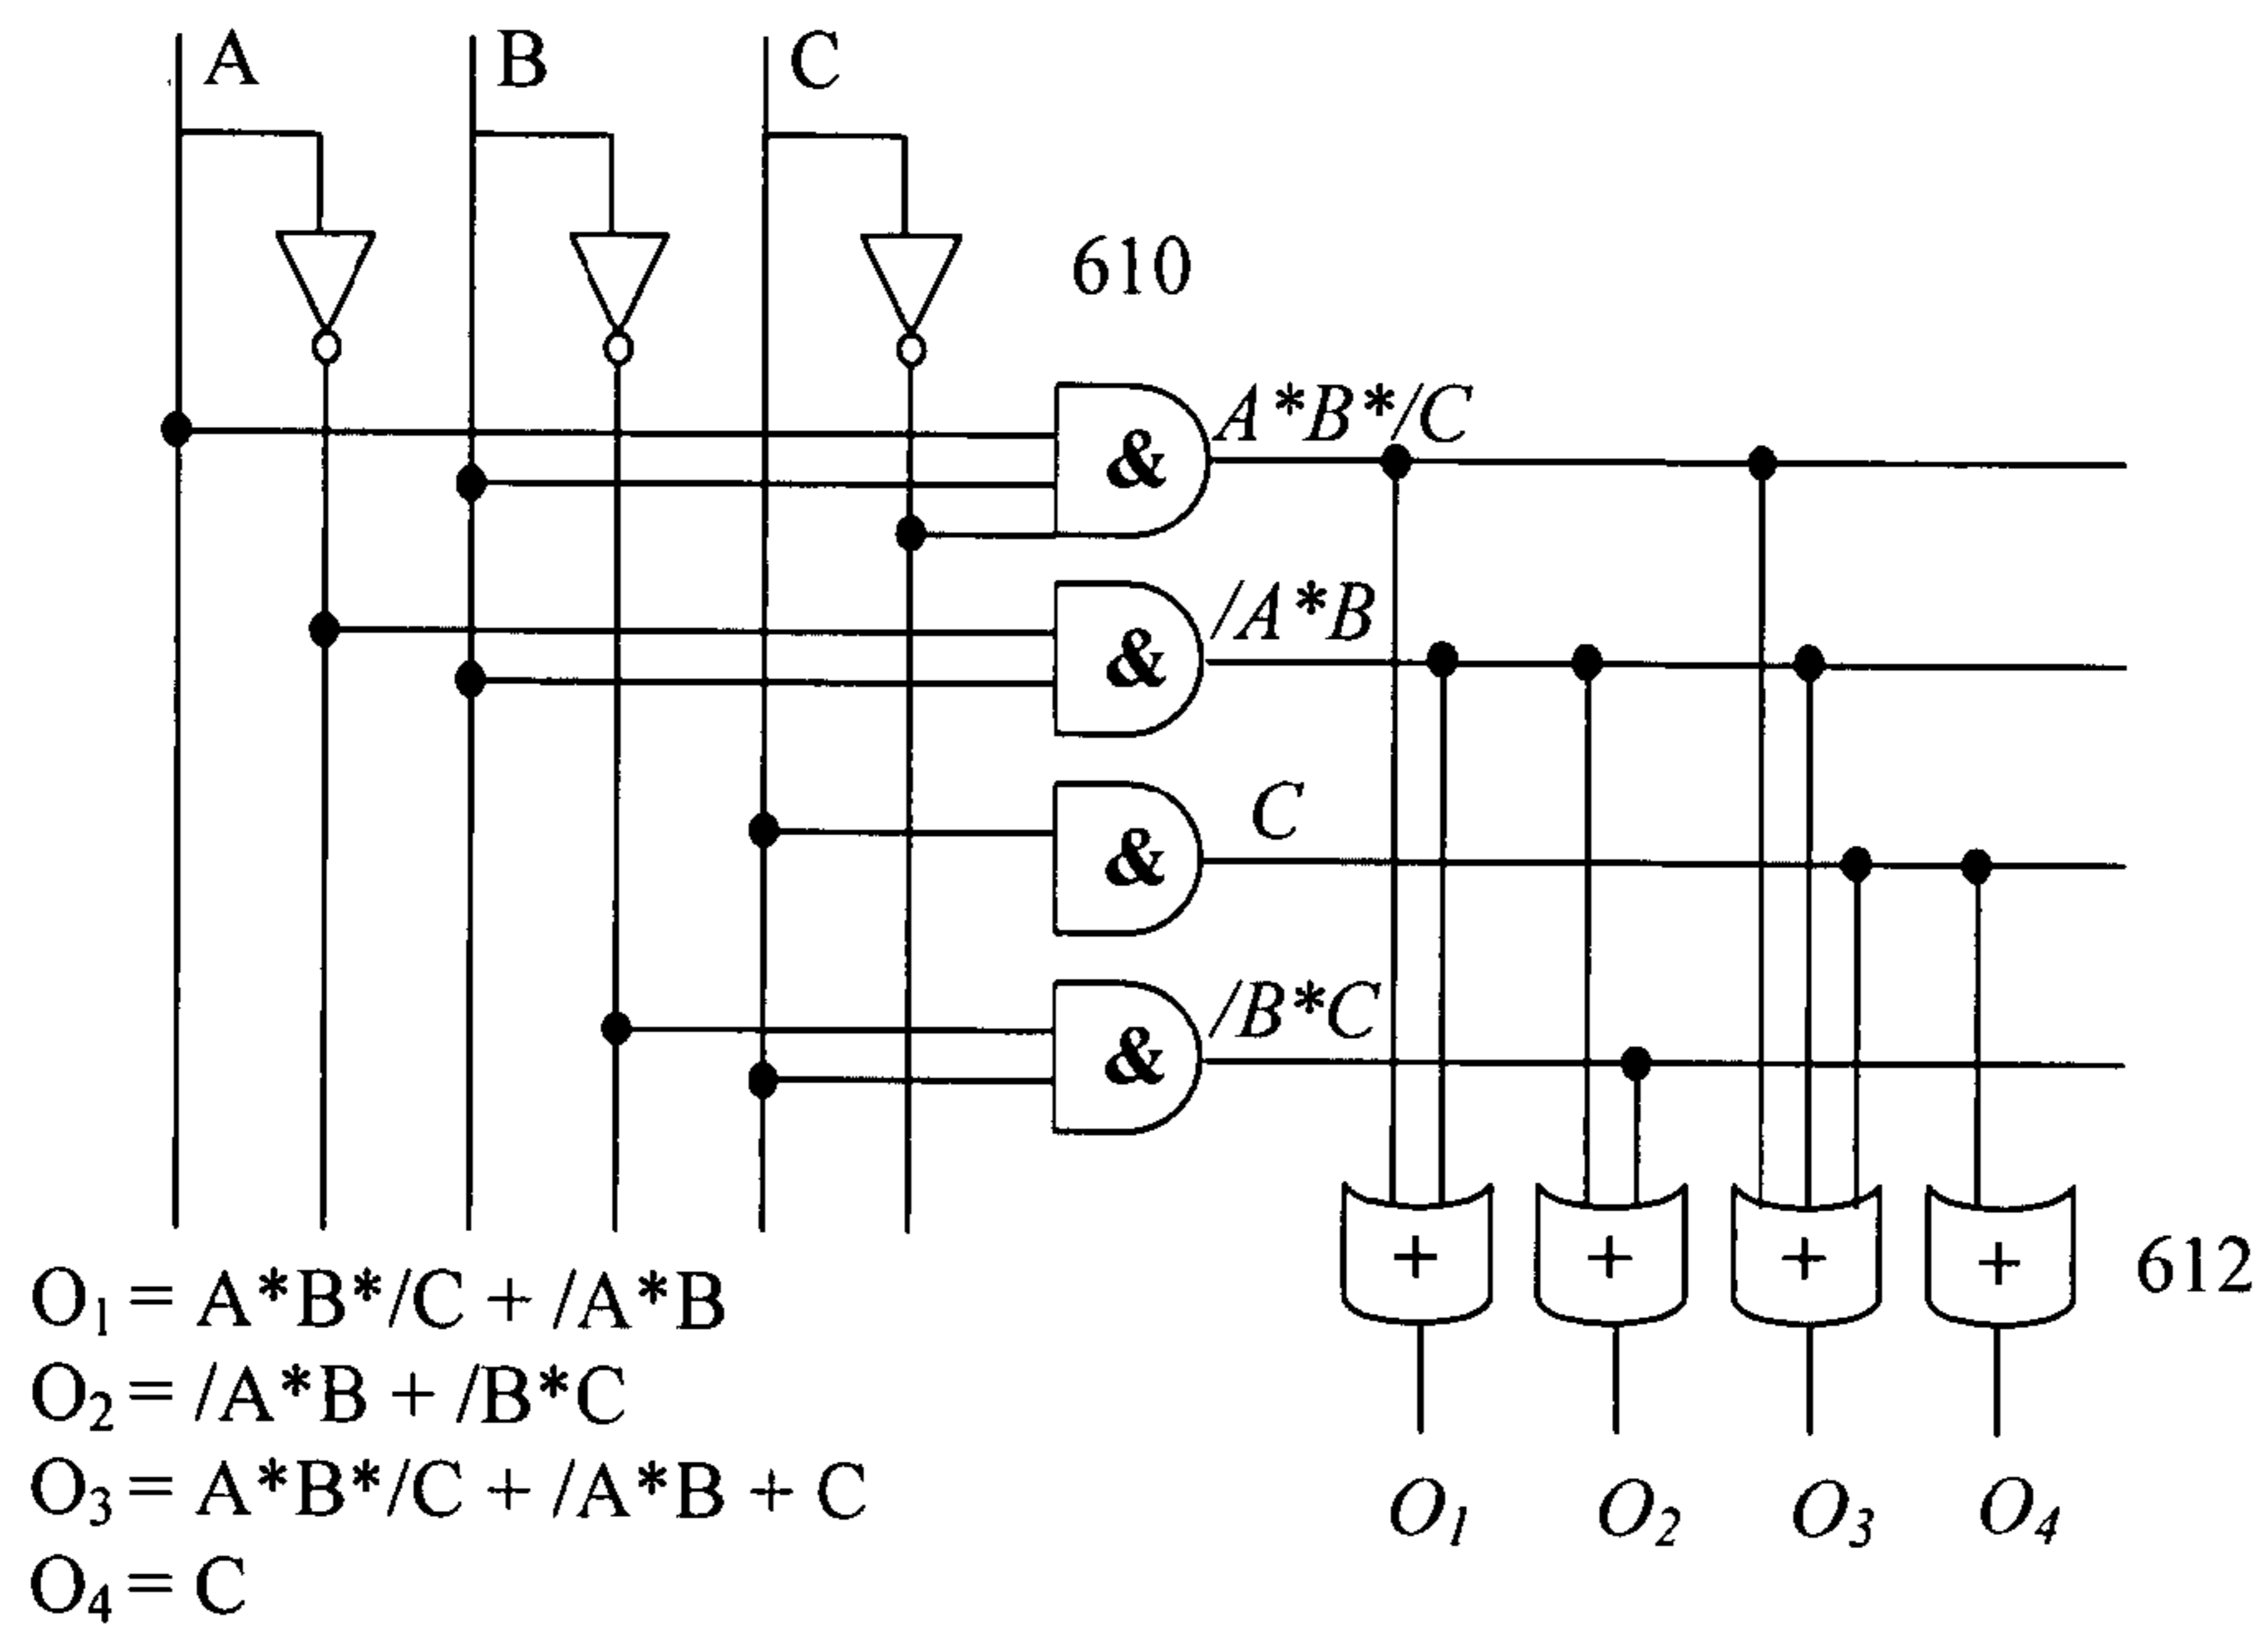 A B C
610
A*B*/C
&
/A*B
&
C
&
/B*C
&
+ + + + 612
O₁ O₂ O₃ O₄
O₁ = A*B*/C + /A*B
O₂ = /A*B + /B*C
O₃ = A*B*/C + /A*B + C
O₄ = C